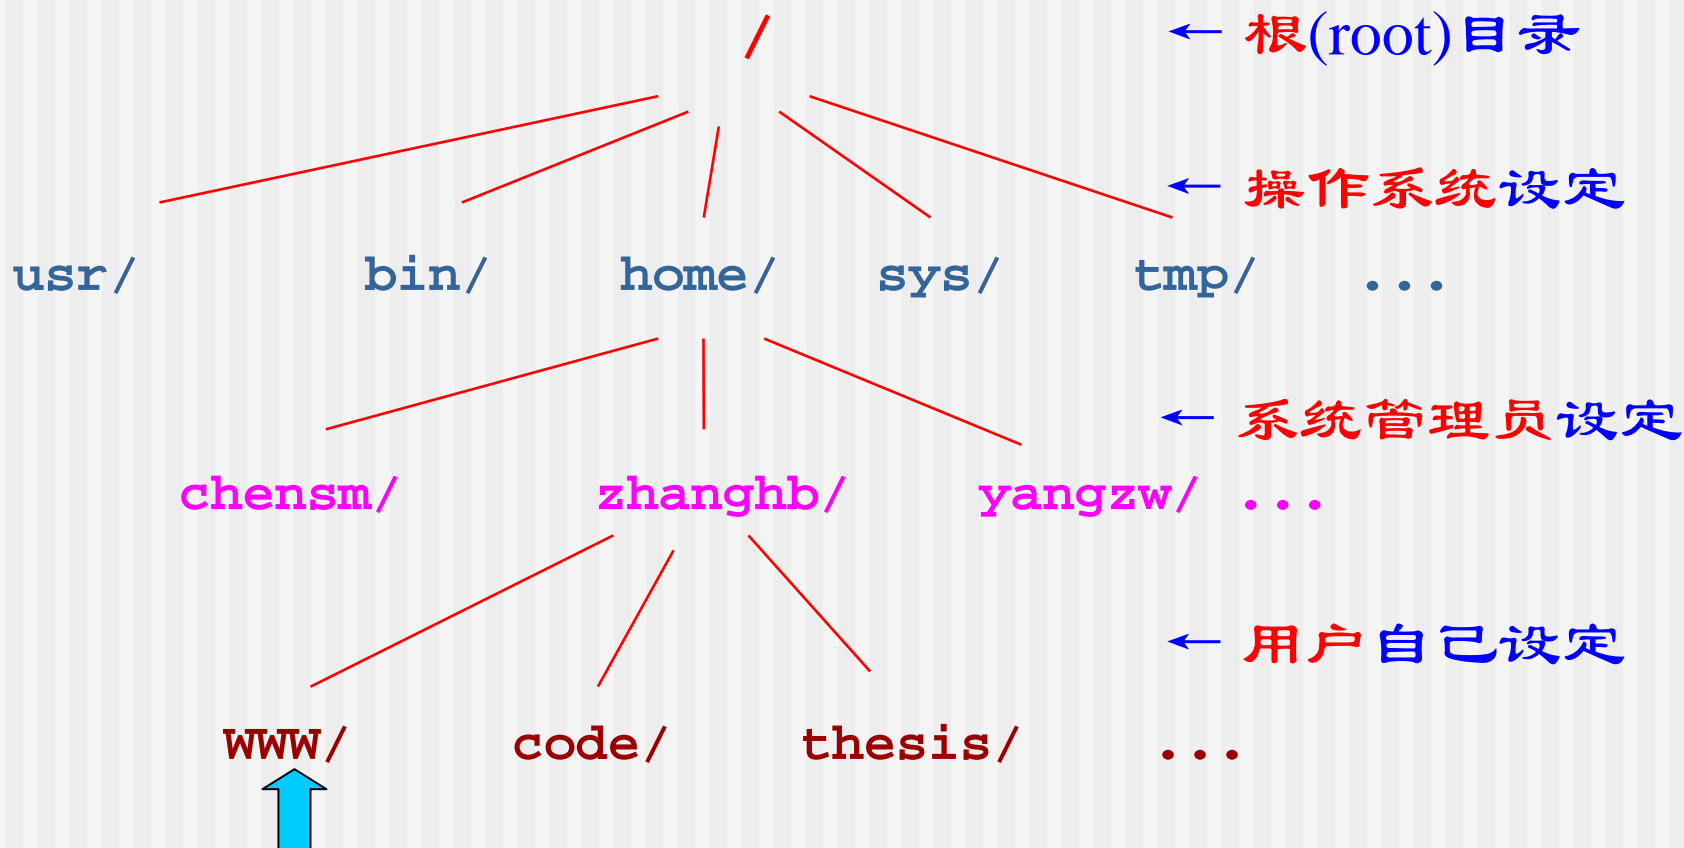 / ← 根(root)目录
← 操作系统设定
usr/ bin/ home/ sys/ tmp/ ...
← 系统管理员设定
chensm/ zhanghb/ yangzw/ ...
← 用户自己设定
WWW/ code/ thesis/ ...